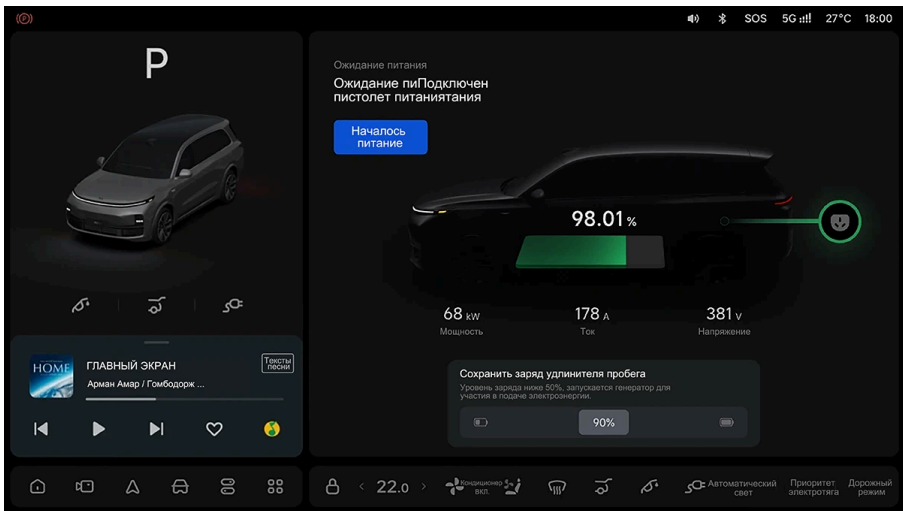 (P)
SOS
5G
27°C
18:00
P
Ожидание питания
Ожидание пиПодключен
пистолет питаниятания
Началось
питание
98.01 %
68 kW
Мощность
178 A
Ток
381 V
Напряжение
HOME
ГЛАВНЫЙ ЭКРАН
Арман Амар / Гомбодорж ...
Тексты
песни
Сохранить заряд удлинителя пробега
Уровень заряда ниже 50%, запускается генератор для
участия в подаче электроэнергии.
90%
< 22.0 >
Кондиционер
вкл.
Автоматический
свет
Приоритет
электротяга
Дорожный
режим